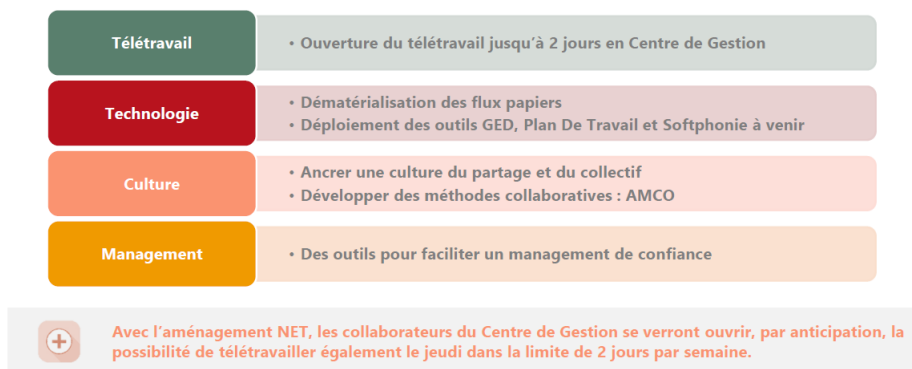 Télétravail
• Ouverture du télétravail jusqu'à 2 jours en Centre de Gestion
Technologie
• Dématérialisation des flux papiers
• Déploiement des outils GED, Plan De Travail et Softphonie à venir
Culture
• Ancrer une culture du partage et du collectif
• Développer des méthodes collaboratives : AMCO
Management
• Des outils pour faciliter un management de confiance
Avec l'aménagement NET, les collaborateurs du Centre de Gestion se verront ouvrir, par anticipation, la
possibilité de télétravailler également le jeudi dans la limite de 2 jours par semaine.